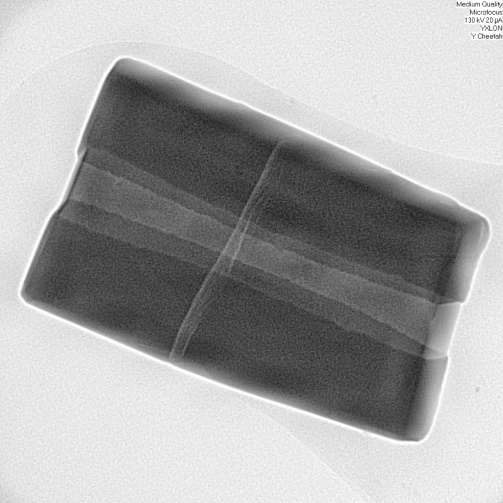 Medium Quality
Microfocus
130 kV 20 µA
YXLON
Y.Cheetah